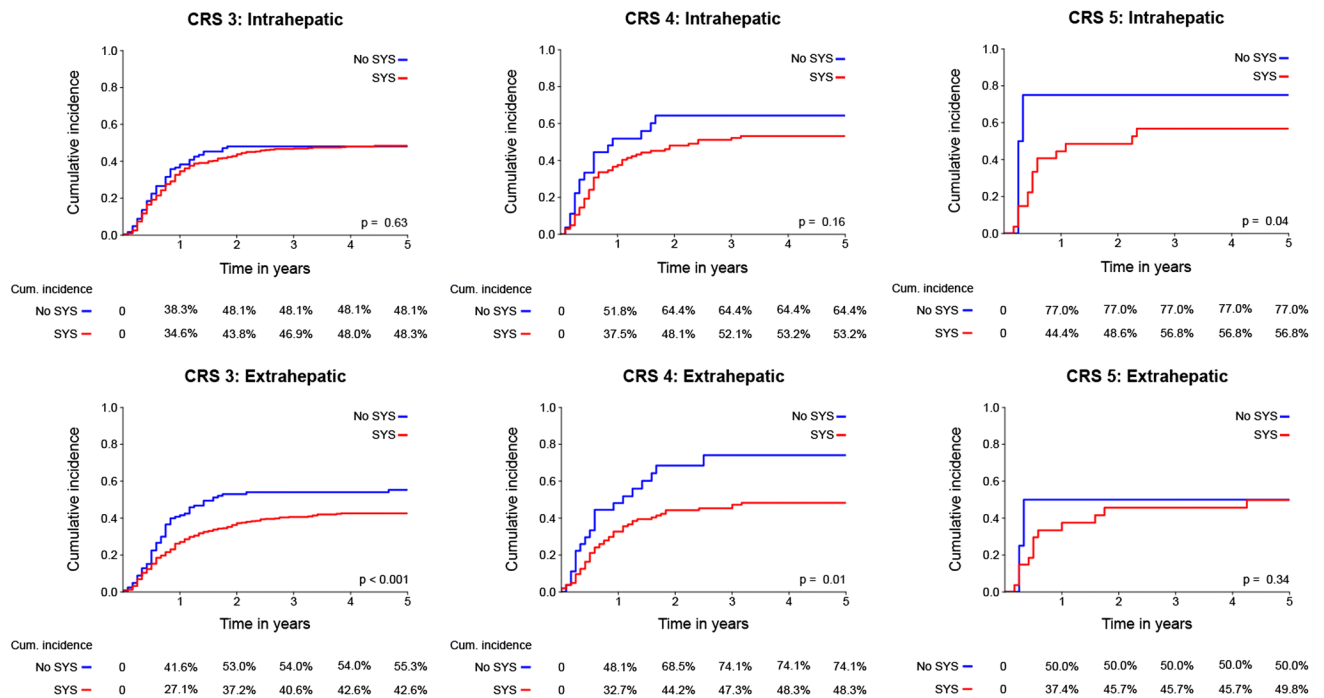 CRS 3: Intrahepatic
Cumulative incidence
1.0
0.8
0.6
0.4
0.2
0.0
No SYS
SYS
p = 0.63
1 2 3 4 5
Time in years
Cum. incidence
No SYS 0 38.3% 48.1% 48.1% 48.1% 48.1%
SYS 0 34.6% 43.8% 46.9% 48.0% 48.3%
CRS 4: Intrahepatic
Cumulative incidence
1.0
0.8
0.6
0.4
0.2
0.0
No SYS
SYS
p = 0.16
1 2 3 4 5
Time in years
Cum. incidence
No SYS 0 51.8% 64.4% 64.4% 64.4% 64.4%
SYS 0 37.5% 48.1% 52.1% 53.2% 53.2%
CRS 5: Intrahepatic
Cumulative incidence
1.0
0.8
0.6
0.4
0.2
0.0
No SYS
SYS
p = 0.04
1 2 3 4 5
Time in years
Cum. incidence
No SYS 0 77.0% 77.0% 77.0% 77.0% 77.0%
SYS 0 44.4% 48.6% 56.8% 56.8% 56.8%
CRS 3: Extrahepatic
Cumulative incidence
1.0
0.8
0.6
0.4
0.2
0.0
No SYS
SYS
p < 0.001
1 2 3 4 5
Time in years
Cum. incidence
No SYS 0 41.6% 53.0% 54.0% 54.0% 55.3%
SYS 0 27.1% 37.2% 40.6% 42.6% 42.6%
CRS 4: Extrahepatic
Cumulative incidence
1.0
0.8
0.6
0.4
0.2
0.0
No SYS
SYS
p = 0.01
1 2 3 4 5
Time in years
Cum. incidence
No SYS 0 48.1% 68.5% 74.1% 74.1% 74.1%
SYS 0 32.7% 44.2% 47.3% 48.3% 48.3%
CRS 5: Extrahepatic
Cumulative incidence
1.0
0.8
0.6
0.4
0.2
0.0
No SYS
SYS
p = 0.34
1 2 3 4 5
Time in years
No SYS 0 50.0% 50.0% 50.0% 50.0% 50.0%
SYS 0 37.4% 45.7% 45.7% 45.7% 49.8%